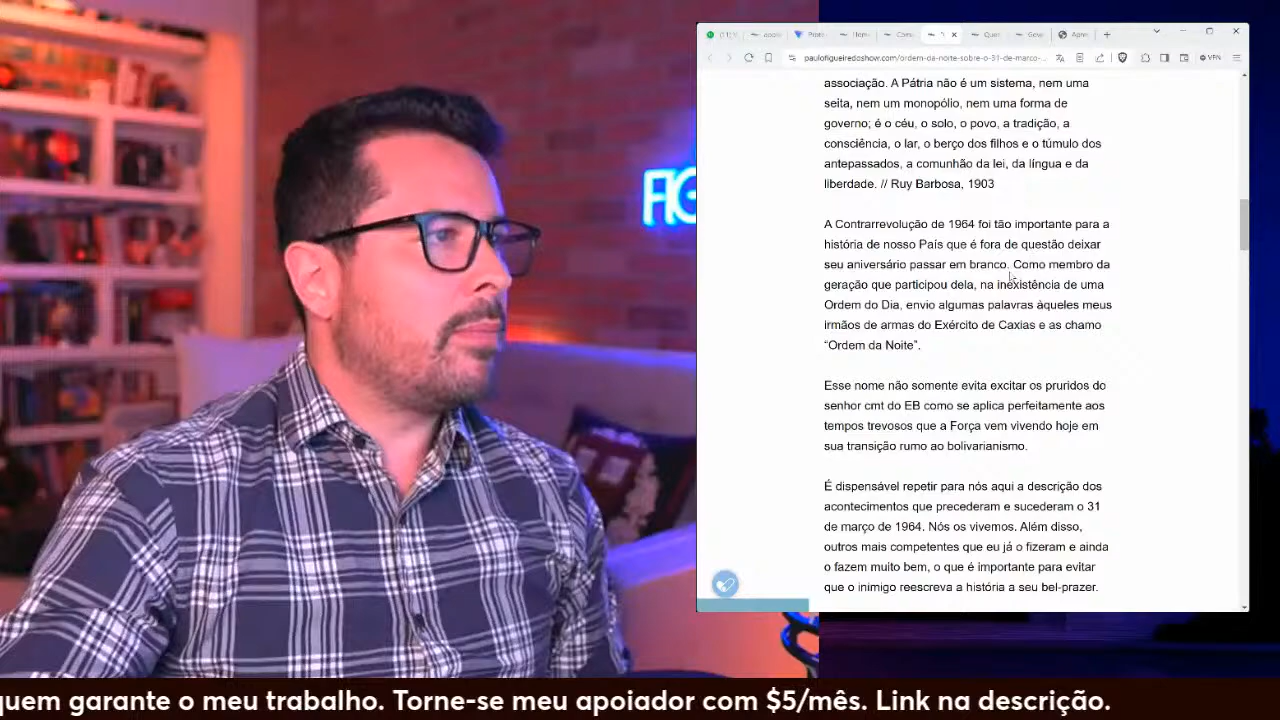 FIG
paulofigueiredoshow.com/ordem-da-noite-sobre-o-31-de-marco-...
VPN
associação. A Pátria não é um sistema, nem uma
seita, nem um monopólio, nem uma forma de
governo; é o céu, o solo, o povo, a tradição, a
consciência, o lar, o berço dos filhos e o túmulo dos
antepassados, a comunhão da lei, da língua e da
liberdade. // Ruy Barbosa, 1903
A Contrarrevolução de 1964 foi tão importante para a
história de nosso País que é fora de questão deixar
seu aniversário passar em branco. Como membro da
geração que participou dela, na inexistência de uma
Ordem do Dia, envio algumas palavras àqueles meus
irmãos de armas do Exército de Caxias e as chamo
“Ordem da Noite”.
Esse nome não somente evita excitar os pruridos do
senhor cmt do EB como se aplica perfeitamente aos
tempos trevosos que a Força vem vivendo hoje em
sua transição rumo ao bolivarianismo.
É dispensável repetir para nós aqui a descrição dos
acontecimentos que precederam e sucederam o 31
de março de 1964. Nós os vivemos. Além disso,
outros mais competentes que eu já o fizeram e ainda
o fazem muito bem, o que é importante para evitar
que o inimigo reescreva a história a seu bel-prazer.
quem garante o meu trabalho. Torne-se meu apoiador com $5/mês. Link na descrição.